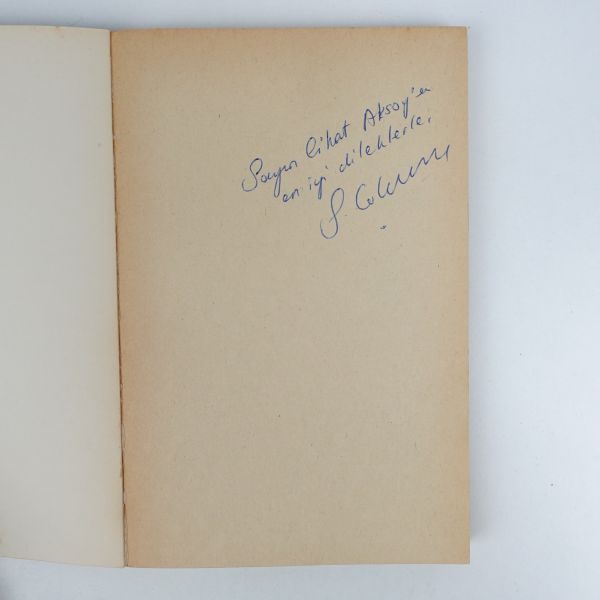 Sayın Cihat Aksoy'a
en iyi dileklerle.
S.